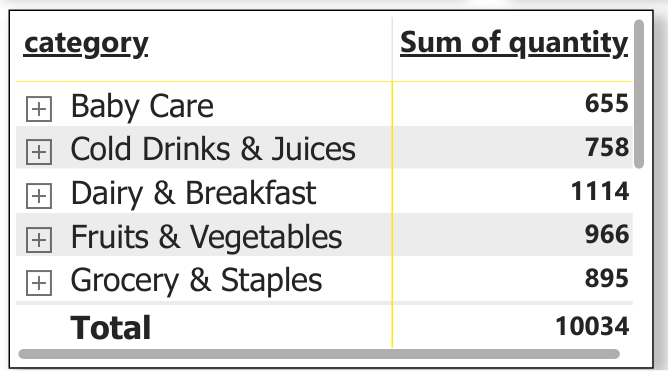 category Sum of quantity
Baby Care 655
Cold Drinks & Juices 758
Dairy & Breakfast 1114
Fruits & Vegetables 966
Grocery & Staples 895
Total 10034